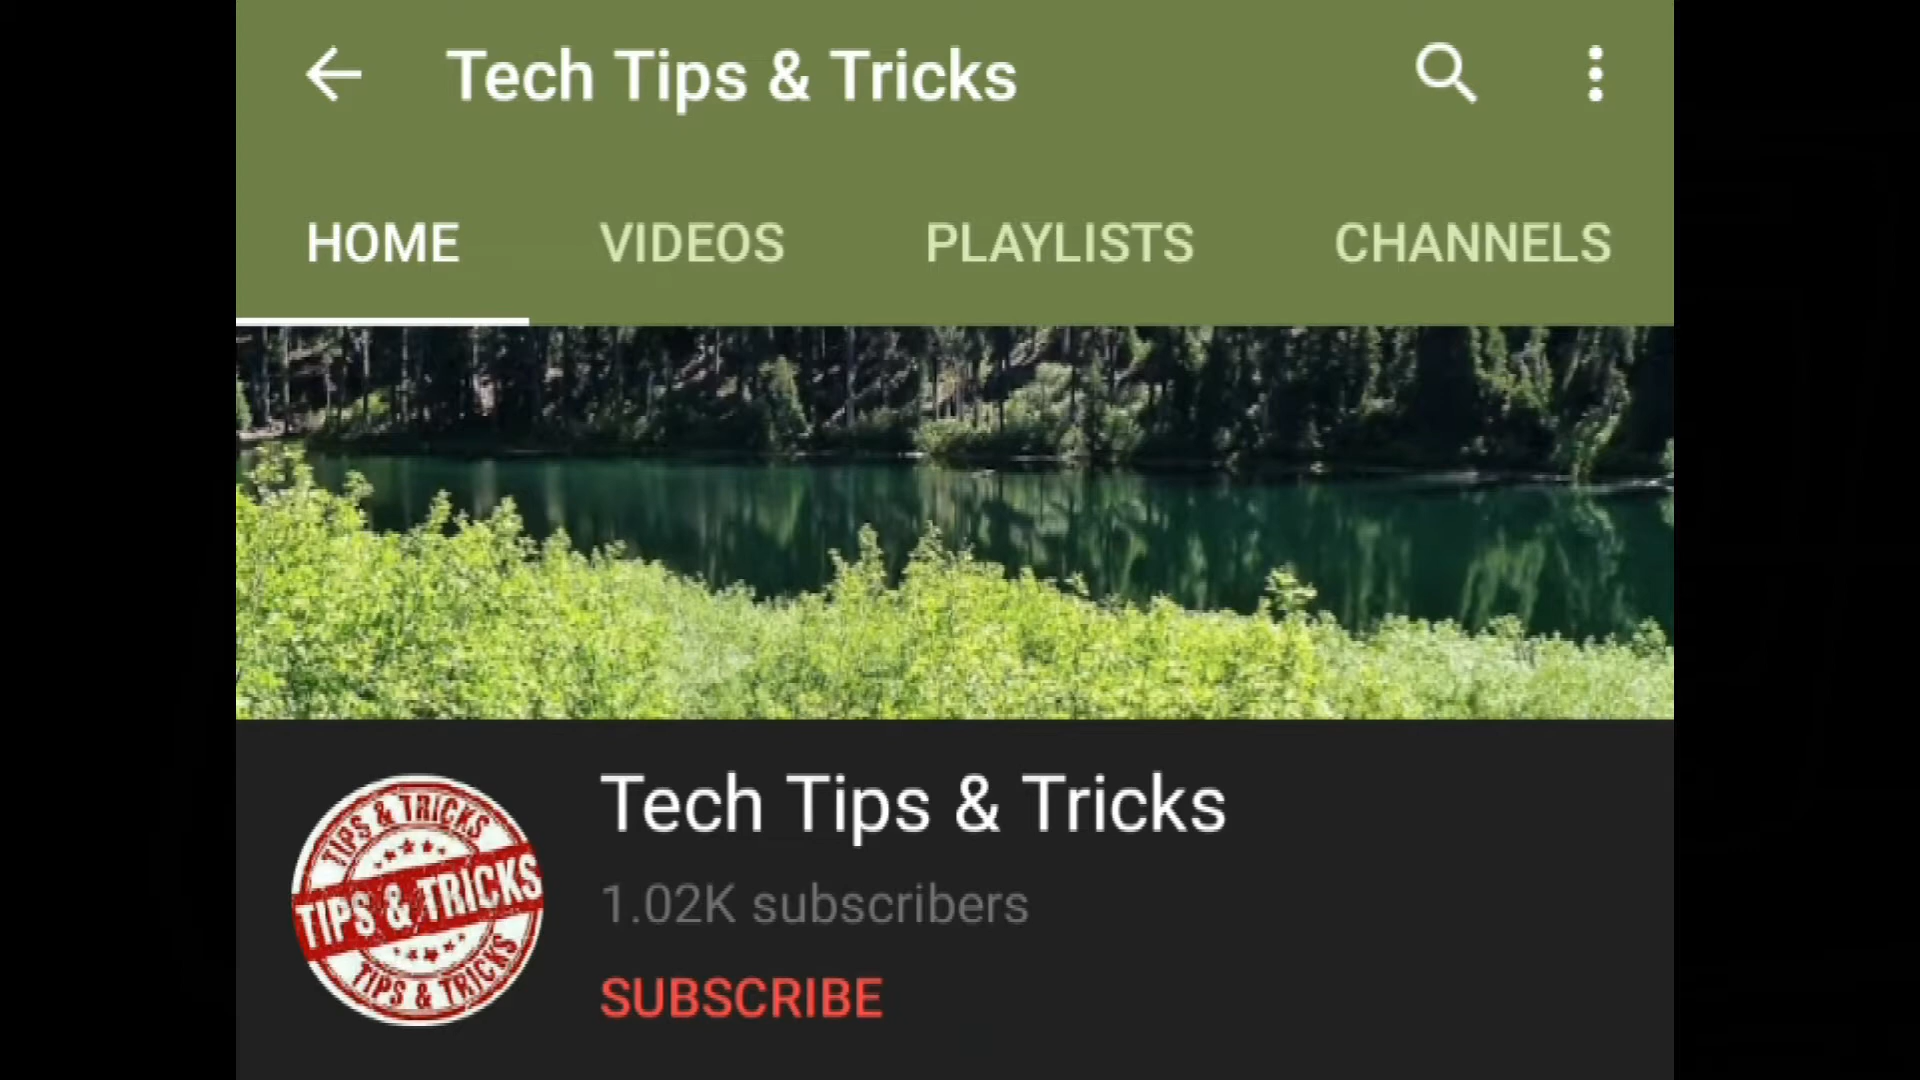 Tech Tips & Tricks
HOME VIDEOS PLAYLISTS CHANNELS
Tech Tips & Tricks
1.02K subscribers
SUBSCRIBE
TIPS & TRICKS
TIPS & TRICKS
TIPS & TRICKS